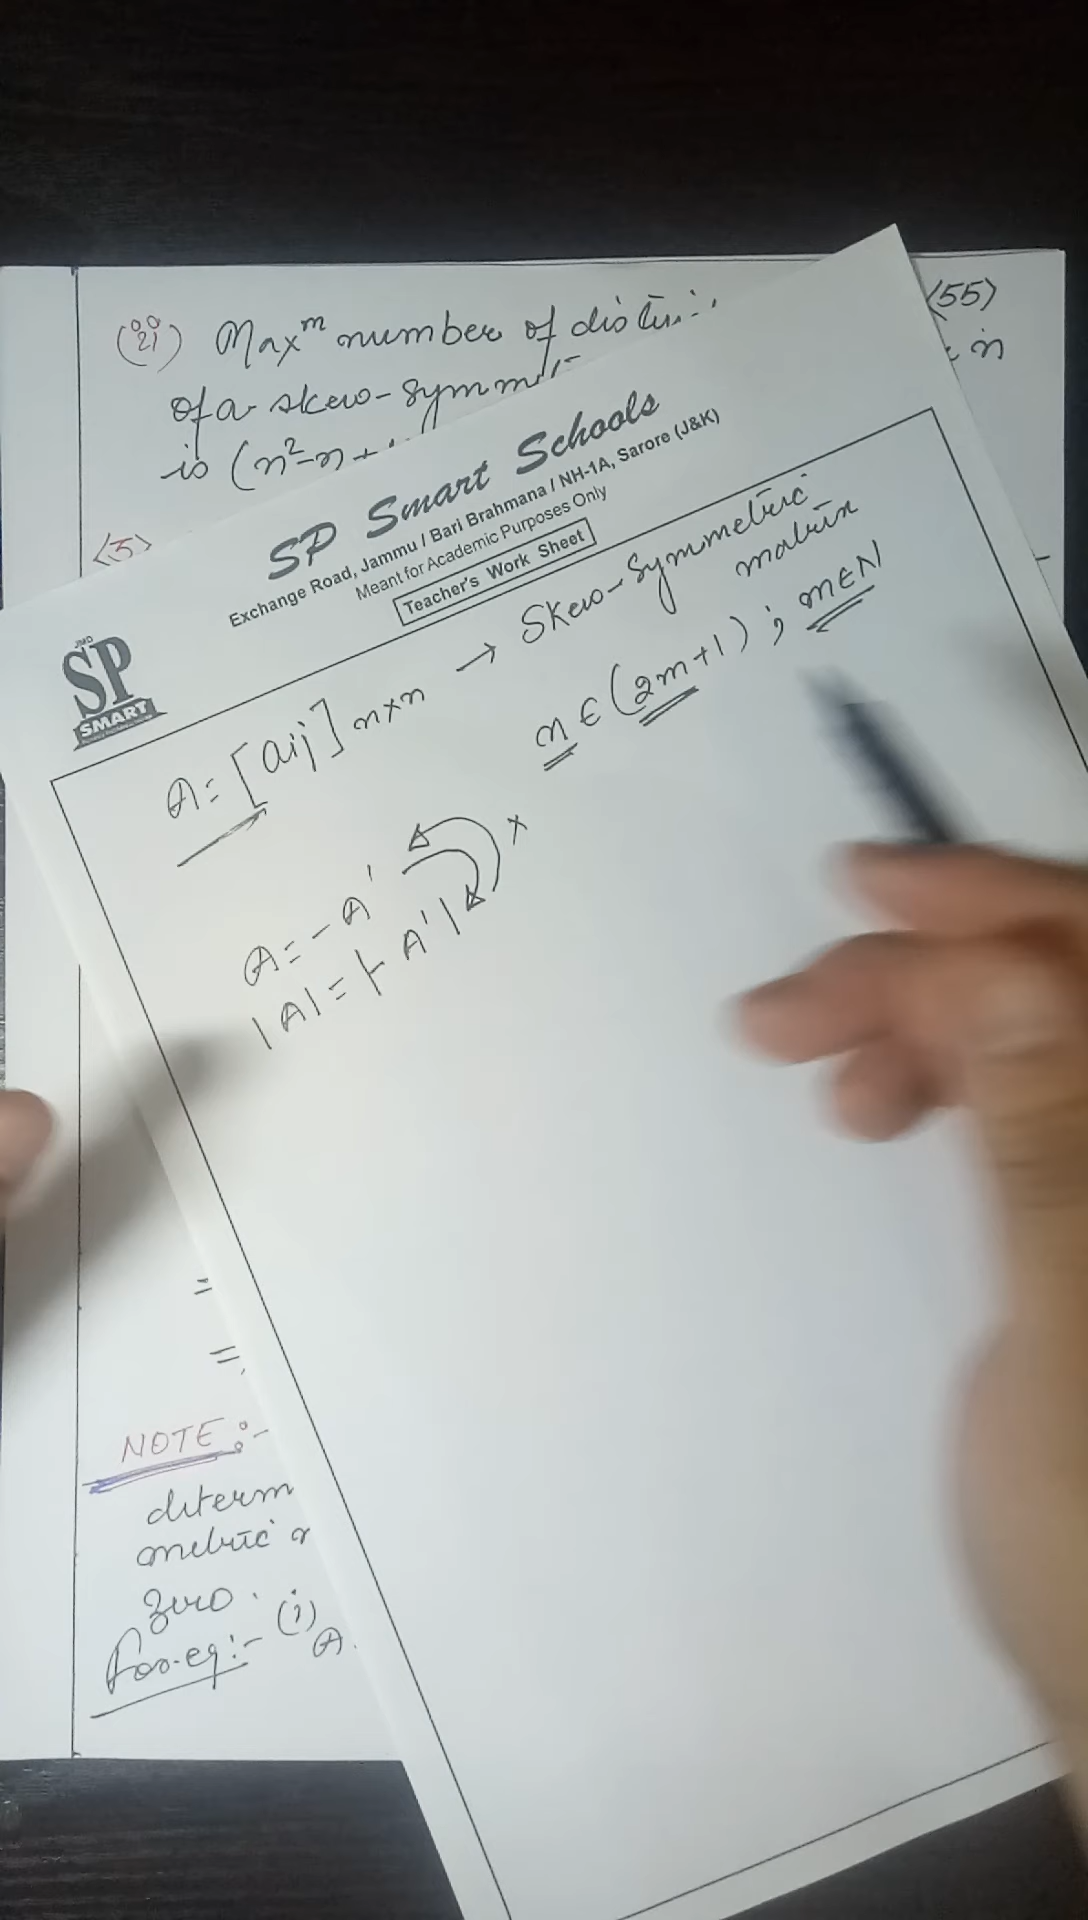 (ii) Max^m number of
<55>
of a skew-symm
in
is (n²-n+
<3>
SP Smart Schools
Exchange Road, Jammu / Bari Brahmana / NH-1A, Sarore (J&K)
Meant for Academic Purposes Only
Teacher's Work Sheet
SP
SMART
A = [aij] n×n → Skew-Symmetric
matrix
n ∈ (2m+1) ; m∈N
A = - A'
|A| = |- A'|
=
=
NOTE :-
determ
metric
zero.
For-eg:- (i)
A